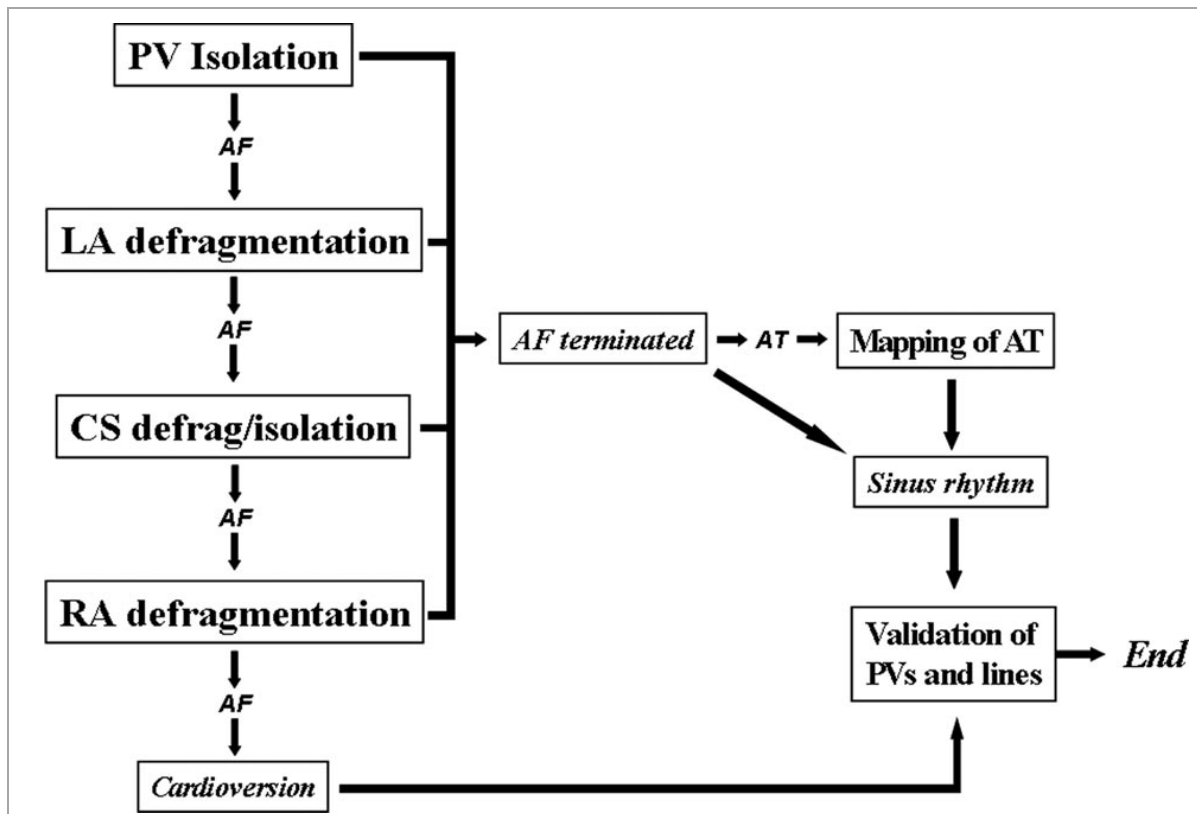 PV Isolation
AF
LA defragmentation
AF
CS defrag/isolation
AF
RA defragmentation
AF
Cardioversion
AF terminated
AT
Mapping of AT
Sinus rhythm
Validation of
PVs and lines
End